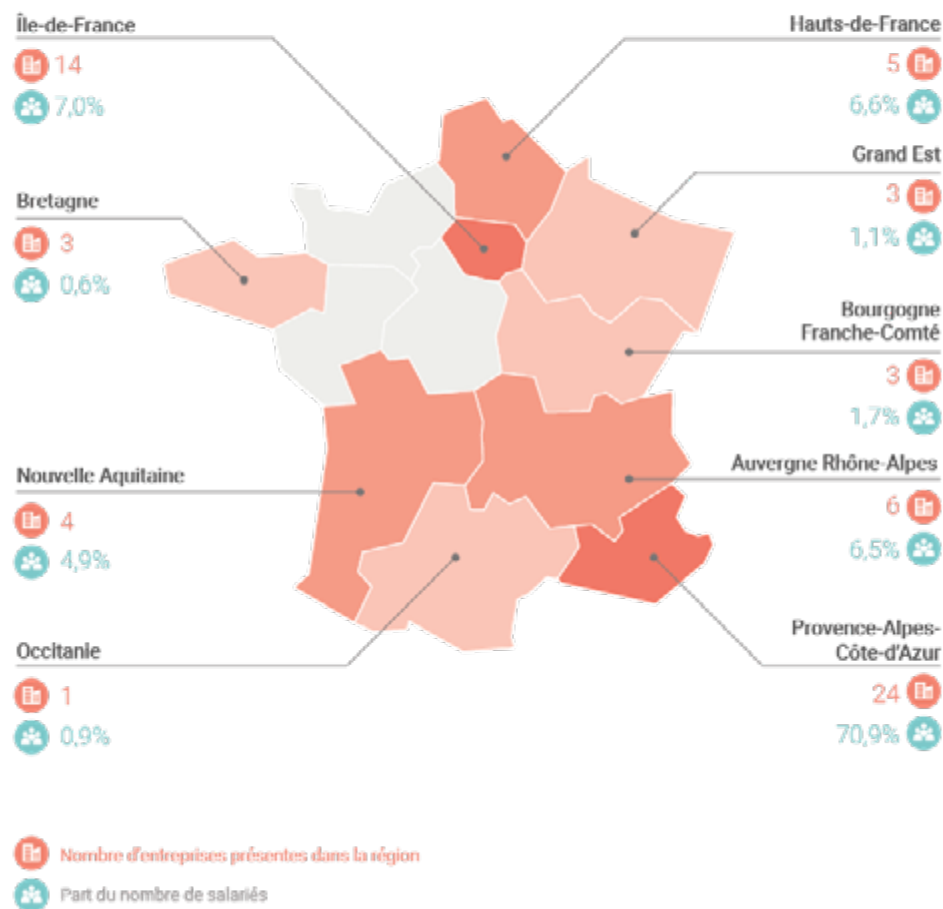 Île-de-France
14
7,0%
Hauts-de-France
5
6,6%
Grand Est
3
1,1%
Bretagne
3
0,6%
Bourgogne
Franche-Comté
3
1,7%
Nouvelle Aquitaine
4
4,9%
Auvergne Rhône-Alpes
6
6,5%
Occitanie
1
0,9%
Provence-Alpes-
Côte-d'Azur
24
70,9%
Nombre d'entreprises présentes dans la région
Part du nombre de salariés